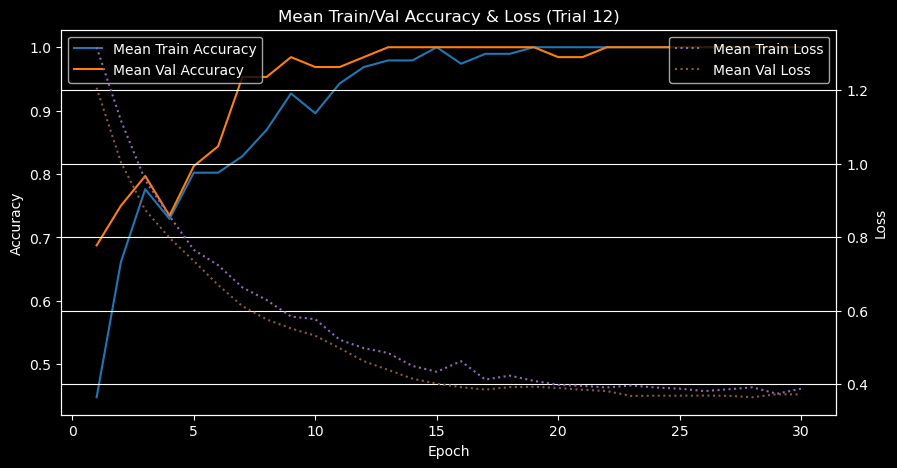 Mean Train/Val Accuracy & Loss (Trial 12)
Mean Train Accuracy
Mean Val Accuracy
Mean Train Loss
Mean Val Loss
1.0
0.9
0.8
0.7
0.6
0.5
Accuracy
1.2
1.0
0.8
0.6
0.4
Loss
0 5 10 15 20 25 30
Epoch